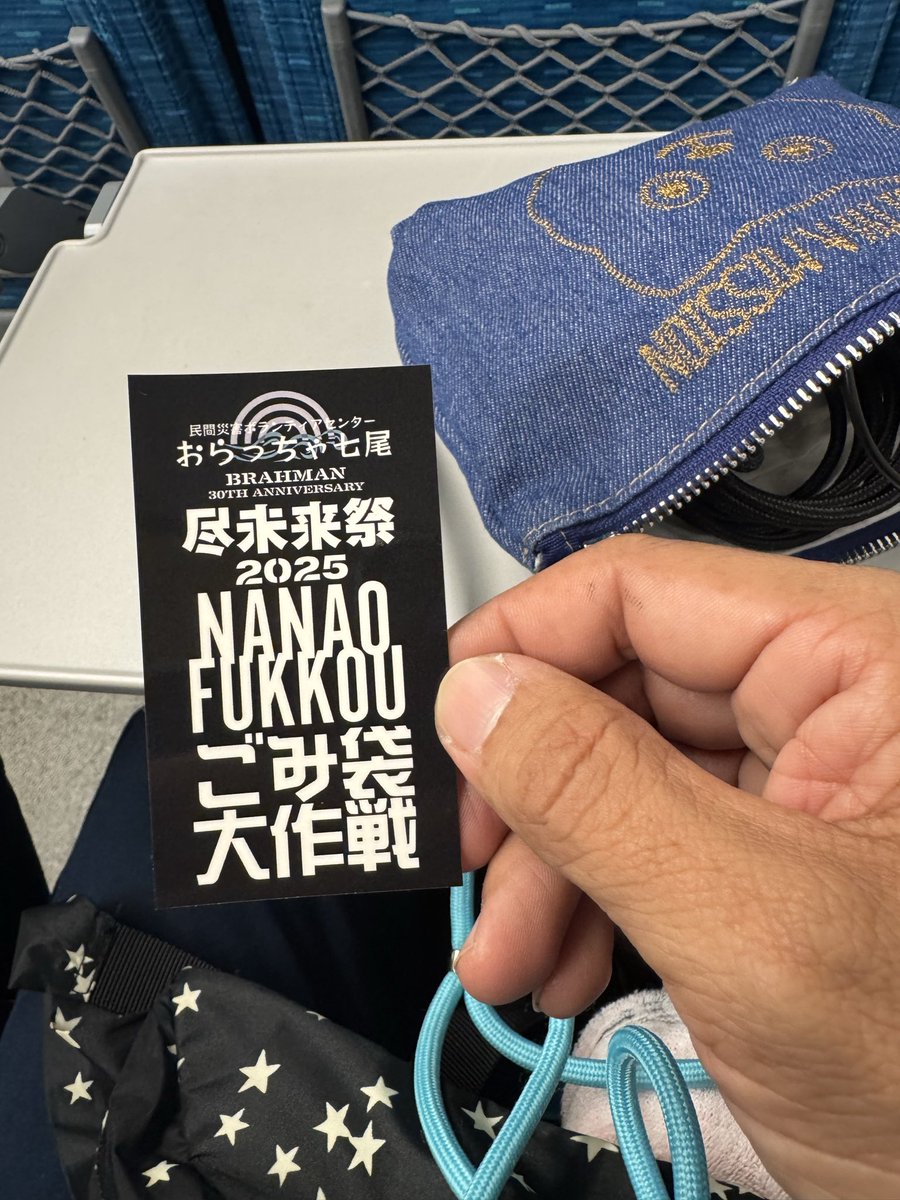 民間災害ボランティアセンター
おらっちゃ七尾
BRAHMAN
30TH ANNIVERSARY
尽未来祭
2025
NANAO
FUKKOU
ごみ袋
大作戦